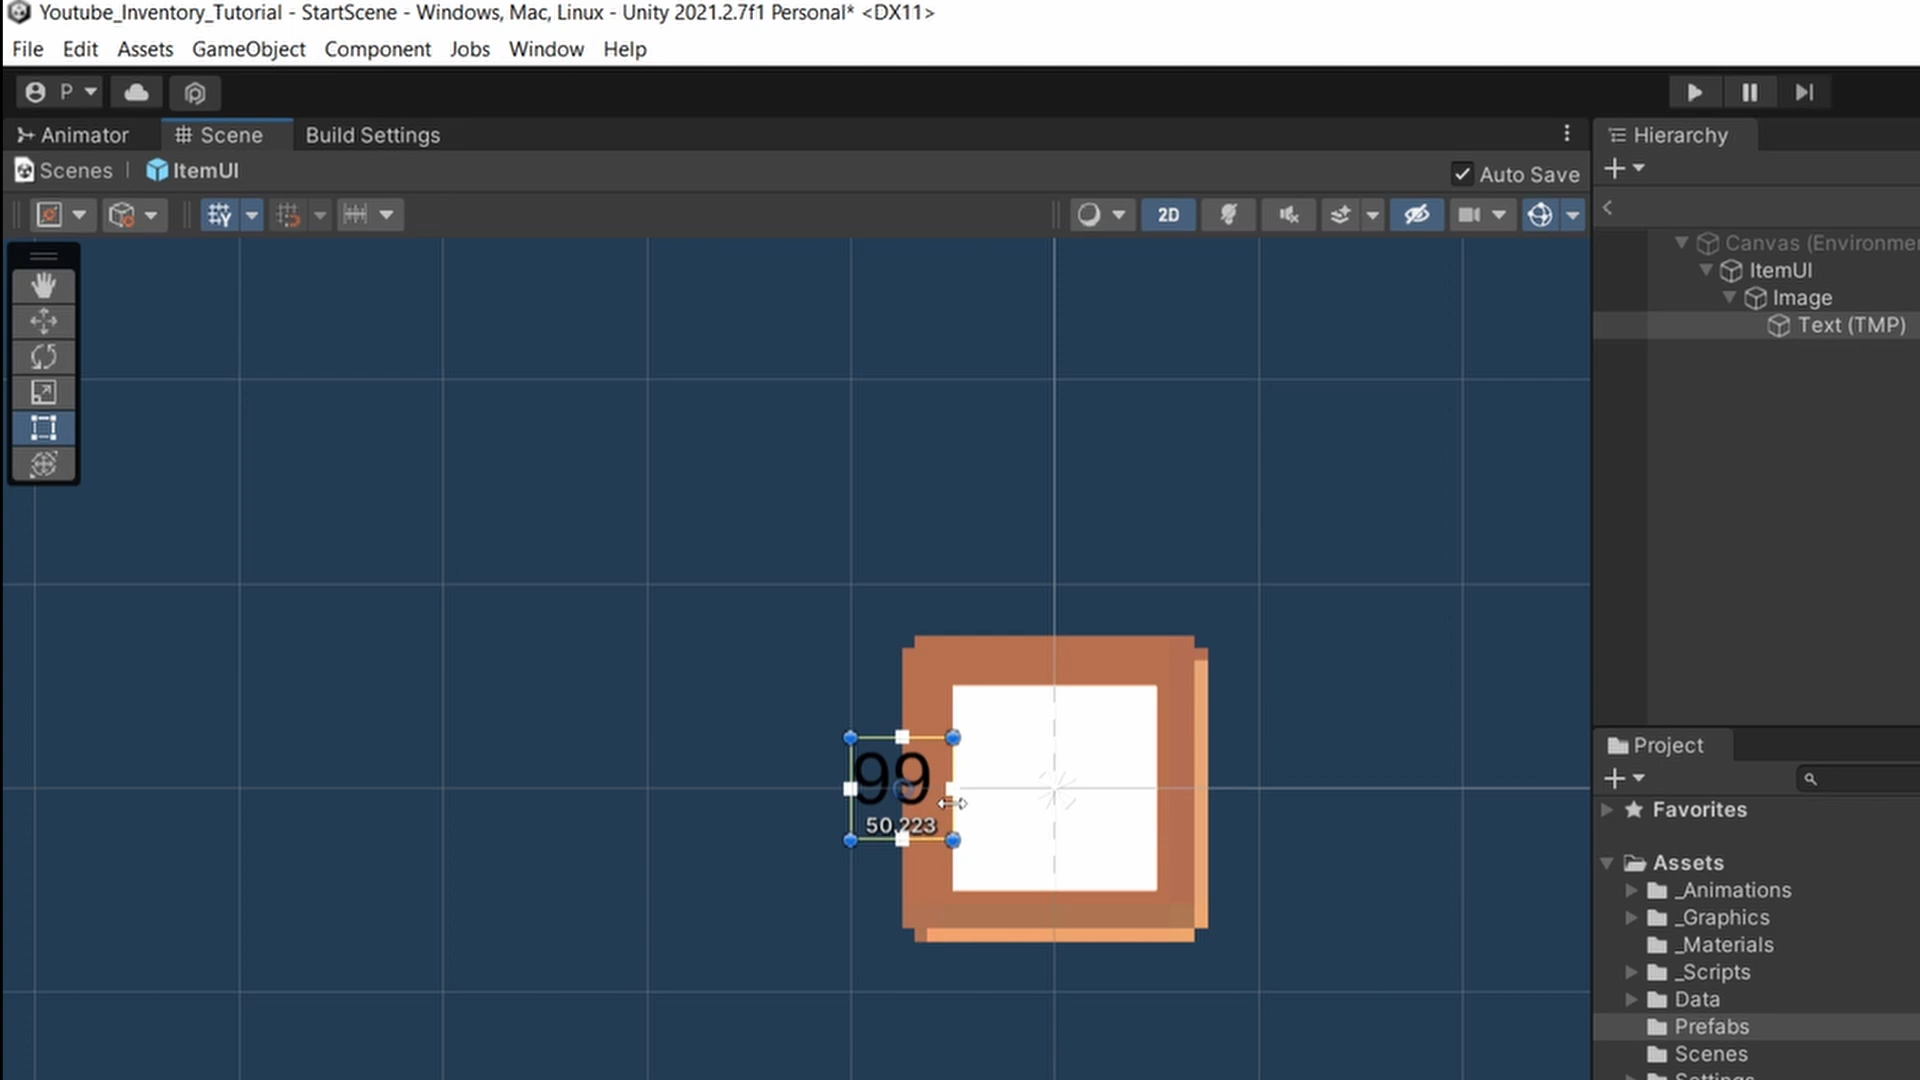 Youtube_Inventory_Tutorial - StartScene - Windows, Mac, Linux - Unity 2021.2.7f1 Personal* <DX11>
File Edit Assets GameObject Component Jobs Window Help
P
Animator Scene Build Settings
Hierarchy
Scenes ItemUI Auto Save
2D
Canvas (Environme
ItemUI
Image
Text (TMP)
99
50.223
Project
Favorites
Assets
_Animations
_Graphics
_Materials
_Scripts
Data
Prefabs
Scenes
Settings